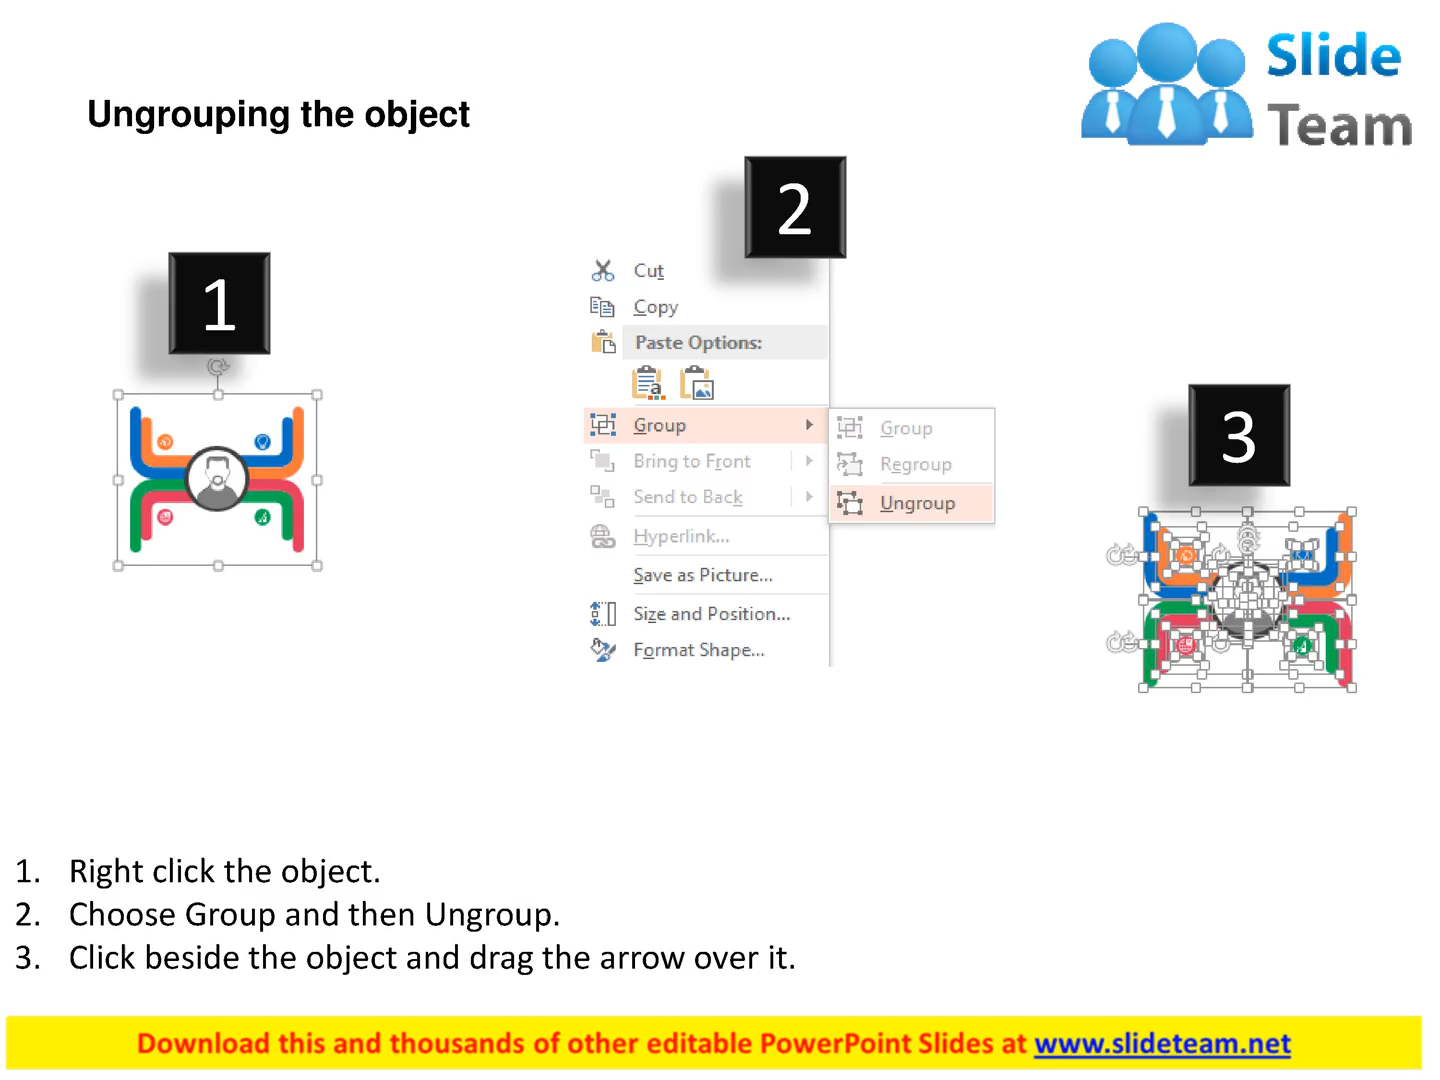 Slide
Team
Ungrouping the object
1
2
3
Cut
Copy
Paste Options:
Group
Bring to Front
Send to Back
Hyperlink...
Save as Picture...
Size and Position...
Format Shape...
Group
Regroup
Ungroup
1. Right click the object.
2. Choose Group and then Ungroup.
3. Click beside the object and drag the arrow over it.
Download this and thousands of other editable PowerPoint Slides at www.slideteam.net